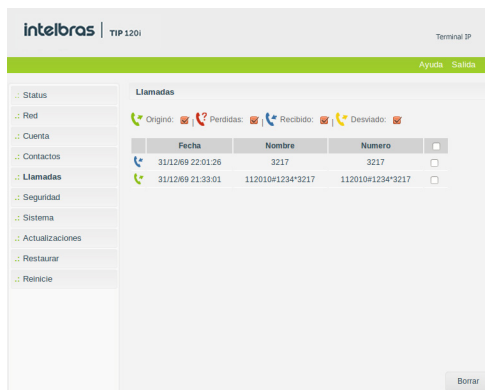 intelbras | TIP 120i
Terminal IP
Ayuda Salida
.: Status
.: Red
.: Cuenta
.: Contactos
.: Llamadas
.: Seguridad
.: Sistema
.: Actualizaciones
.: Restaurar
.: Reinicie
Llamadas
Originó: | Perdidas: | Recibido: | Desviado:
Fecha Nombre Numero
31/12/69 22:01:26 3217 3217
31/12/69 21:33:01 112010#1234*3217 112010#1234*3217
Borrar